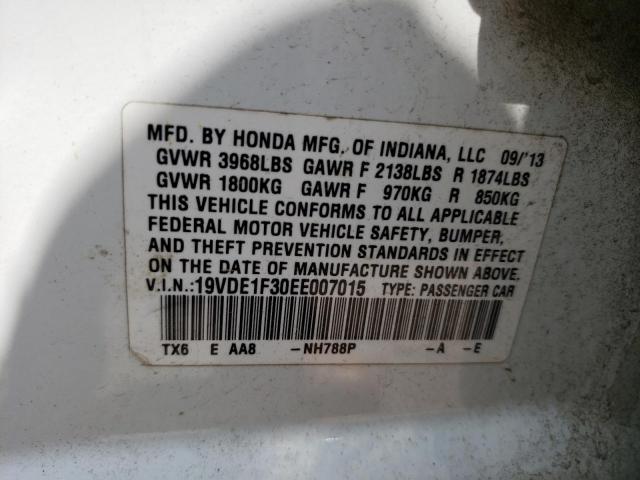 MFD. BY HONDA MFG. OF INDIANA, LLC 09/'13
GVWR 3968LBS GAWR F 2138LBS R 1874LBS
GVWR 1800KG GAWR F 970KG R 850KG
THIS VEHICLE CONFORMS TO ALL APPLICABLE
FEDERAL MOTOR VEHICLE SAFETY, BUMPER,
AND THEFT PREVENTION STANDARDS IN EFFECT
ON THE DATE OF MANUFACTURE SHOWN ABOVE.
V.I.N.:19VDE1F30EE007015 TYPE: PASSENGER CAR
TX6 E AA8 -NH788P -A -E